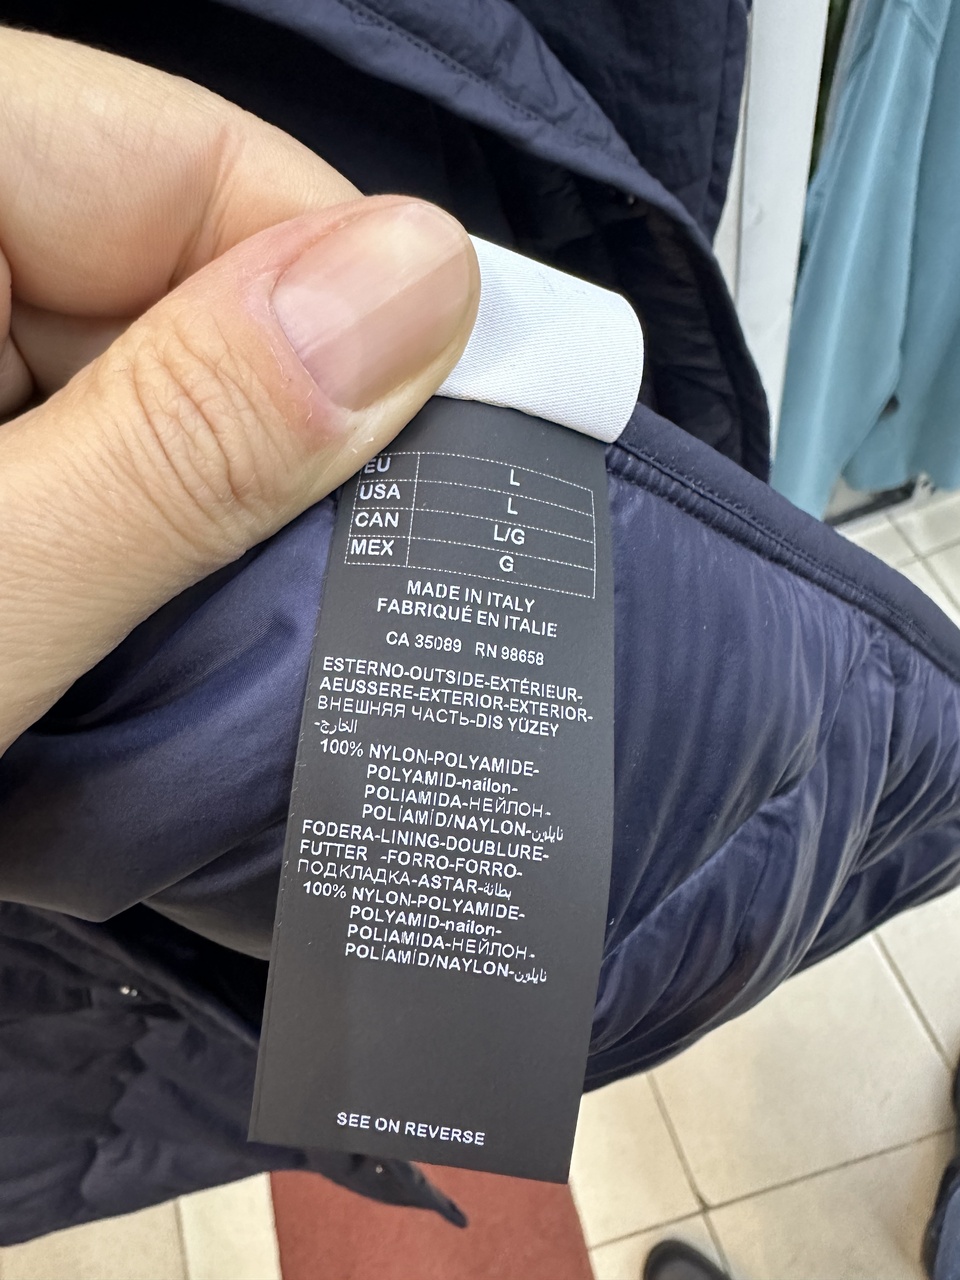 EU L
USA L
CAN L/G
MEX G
MADE IN ITALY
FABRIQUÉ EN ITALIE
CA 35089 RN 98658
ESTERNO-OUTSIDE-EXTÉRIEUR-
AEUSSERE-EXTERIOR-EXTERIOR-
ВНЕШНЯЯ ЧАСТЬ-DIS YÜZEY
-الخارج
100% NYLON-POLYAMIDE-
POLYAMID-nailon-
POLIAMIDA-НЕЙЛОН-
POLİAMİD/NAYLON-نايلون
FODERA-LINING-DOUBLURE-
FUTTER -FORRO-FORRO-
ПОДКЛАДКА-ASTAR-بطانة
100% NYLON-POLYAMIDE-
POLYAMID-nailon-
POLIAMIDA-НЕЙЛОН-
POLİAMİD/NAYLON-نايلون
SEE ON REVERSE